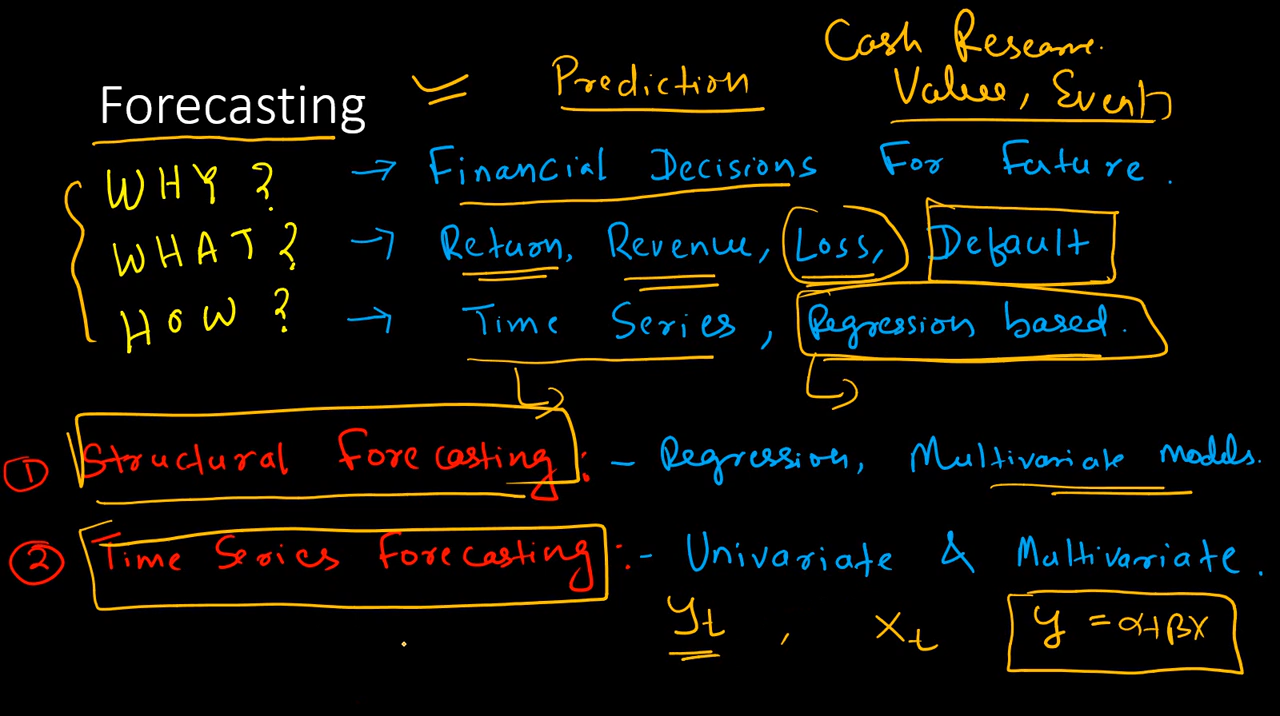 Cash Reseame.
Forecasting Prediction Value, Event
WHY? → Financial Decisions For Future.
WHAT? → Return, Revenue, Loss, Default
HOW? → Time Series, Regression based.
① Structural Forecasting :- Regression, Multivariate models.
② Time Series Forecasting :- Univariate & Multivariate.
yt , Xt y = α+βX